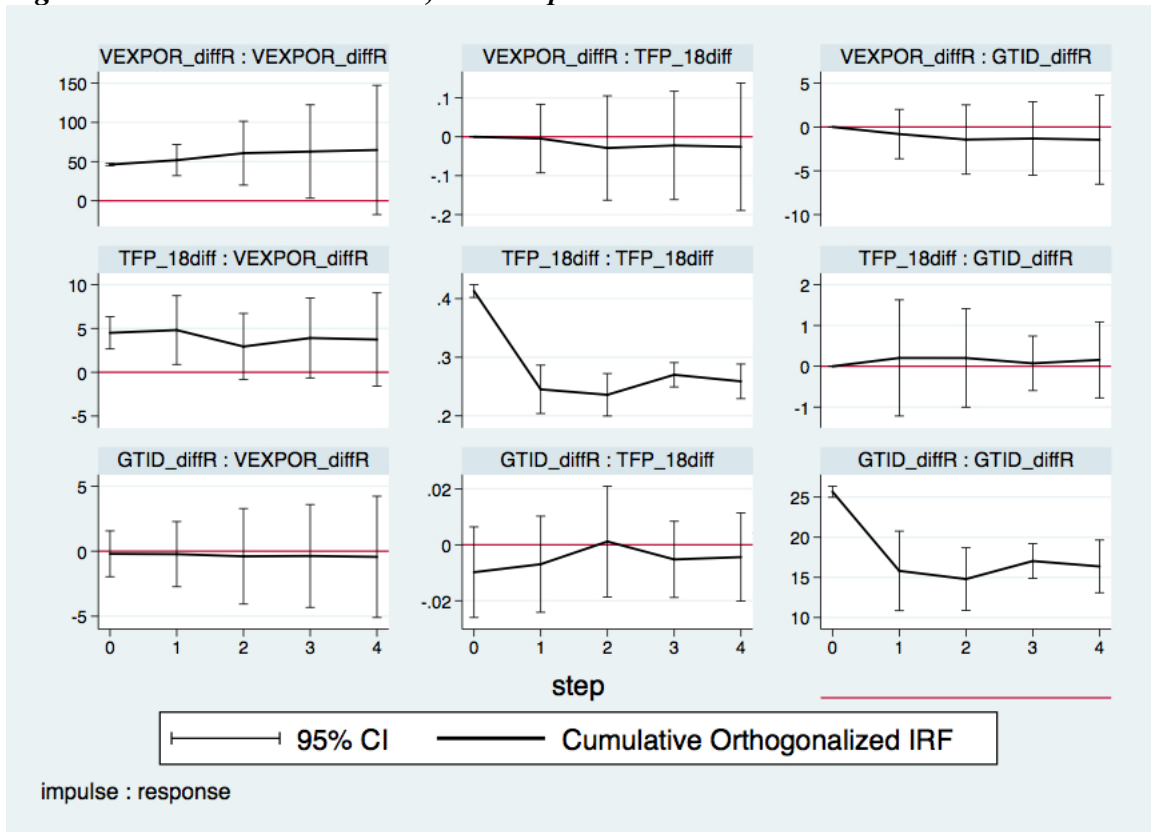 VEXPOR_diffR : VEXPOR_diffR VEXPOR_diffR : TFP_18diff VEXPOR_diffR : GTID_diffR
150 .1 5
100 0 0
50 -.1 -5
0 -.2 -10
TFP_18diff : VEXPOR_diffR TFP_18diff : TFP_18diff TFP_18diff : GTID_diffR
10 .4 2
5 .3 1
0 .2 0
-5 -1
GTID_diffR : VEXPOR_diffR GTID_diffR : TFP_18diff GTID_diffR : GTID_diffR
5 .02 25
0 0 20
-5 -.02 15
10
0 1 2 3 4 0 1 2 3 4 0 1 2 3 4
step
95% CI Cumulative Orthogonalized IRF
impulse : response